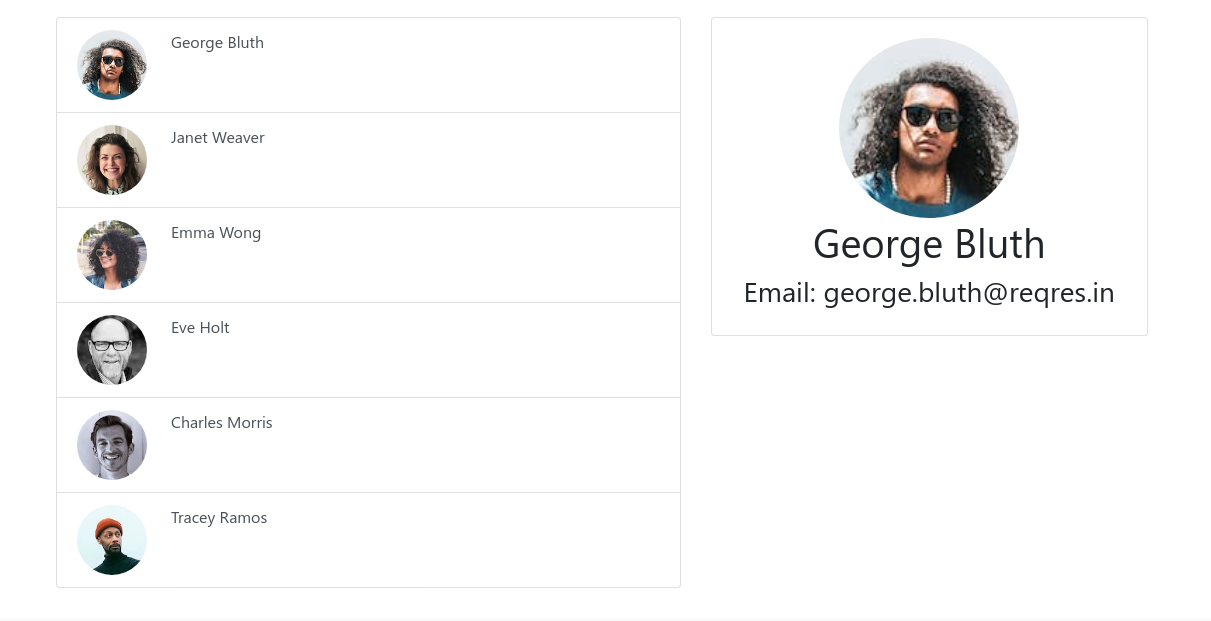 George Bluth
Janet Weaver
Emma Wong
Eve Holt
Charles Morris
Tracey Ramos
George Bluth
Email: george.bluth@reqres.in